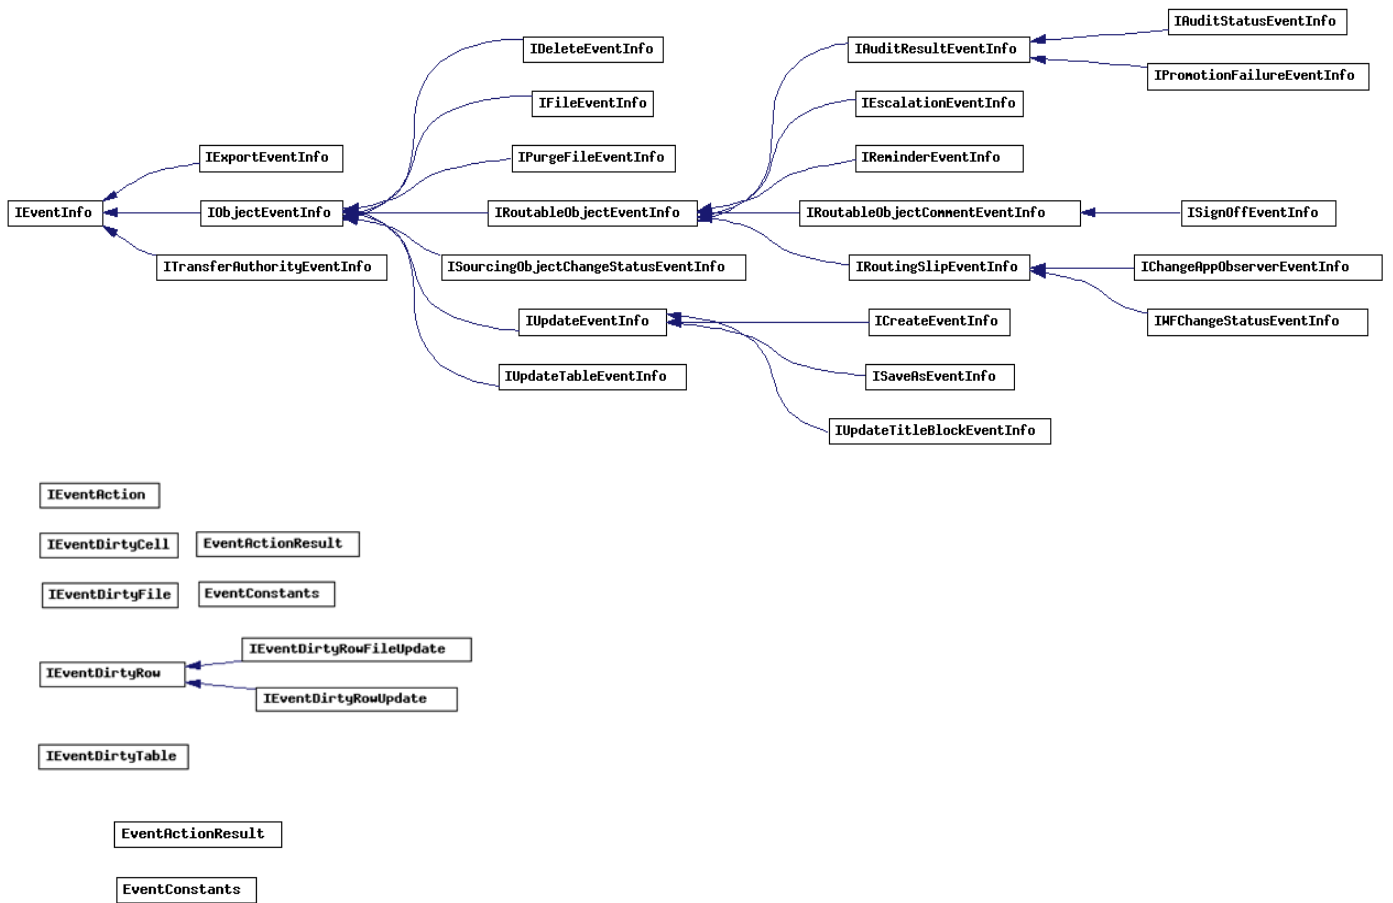 IAuditStatusEventInfo
IDeleteEventInfo
IAuditResultEventInfo
IPromotionFailureEventInfo
IFileEventInfo
IEscalationEventInfo
IExportEventInfo
IPurgeFileEventInfo
IReminderEventInfo
IEventInfo
IObjectEventInfo
IRoutableObjectEventInfo
IRoutableObjectCommentEventInfo
ISignOffEventInfo
ITransferAuthorityEventInfo
ISourcingObjectChangeStatusEventInfo
IRoutingSlipEventInfo
IChangeAppObserverEventInfo
IUpdateEventInfo
ICreateEventInfo
IWFChangeStatusEventInfo
IUpdateTableEventInfo
ISaveAsEventInfo
IUpdateTitleBlockEventInfo
IEventAction
IEventDirtyCell
EventActionResult
IEventDirtyFile
EventConstants
IEventDirtyRowFileUpdate
IEventDirtyRow
IEventDirtyRowUpdate
IEventDirtyTable
EventActionResult
EventConstants